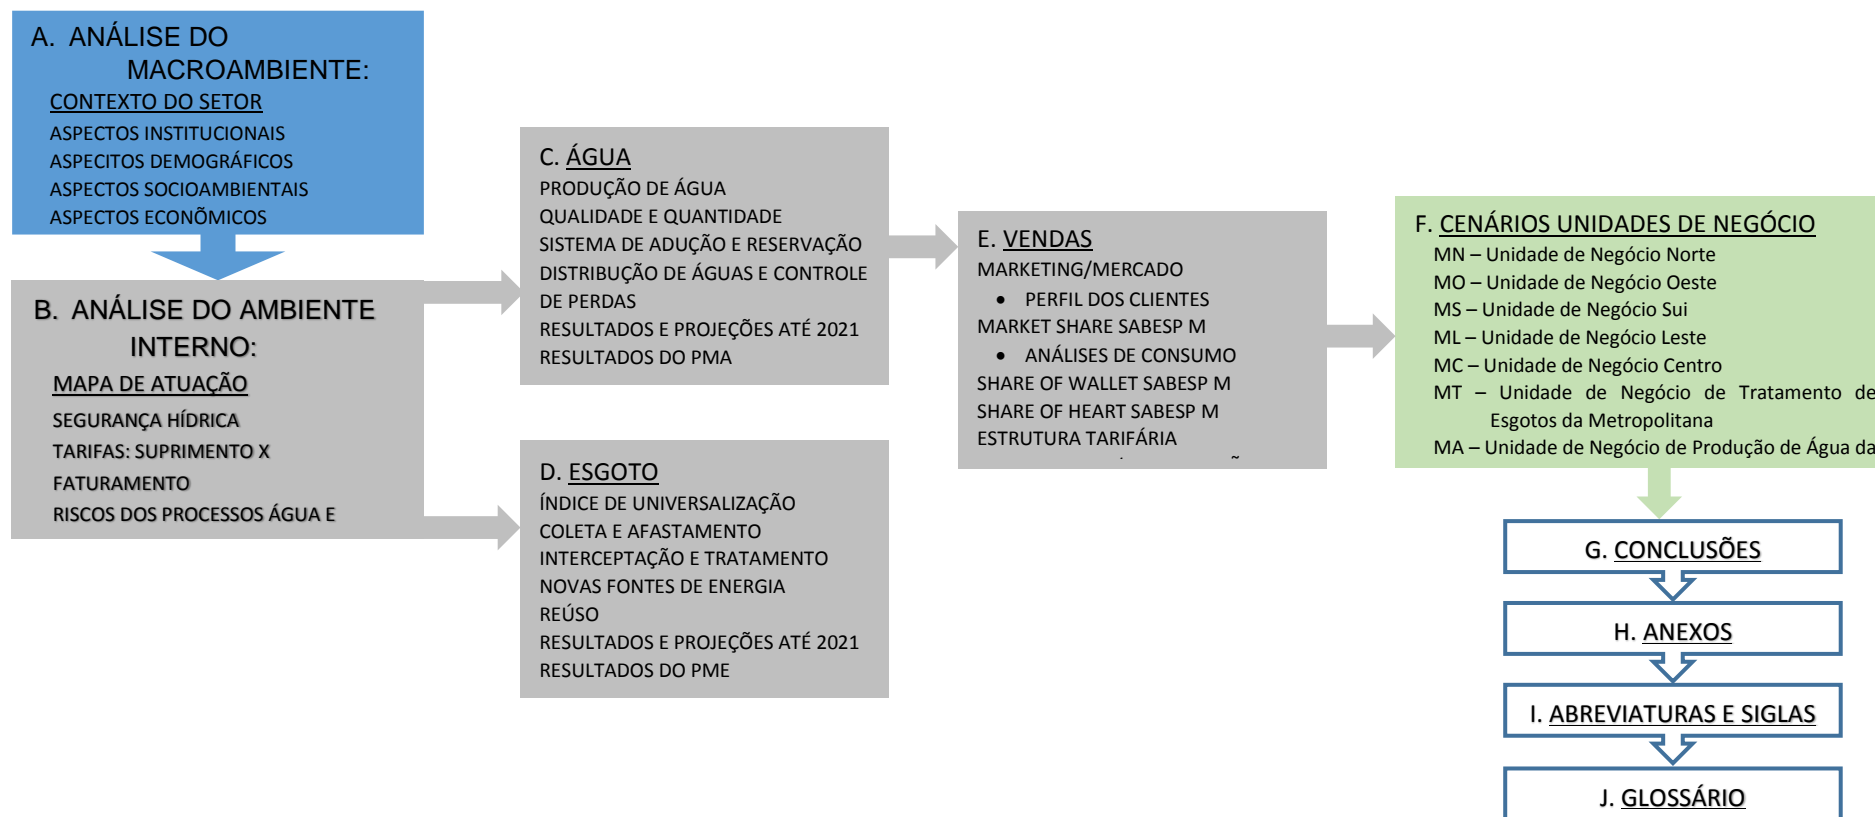 A. ANÁLISE DO
MACROAMBIENTE:
CONTEXTO DO SETOR
ASPECTOS INSTITUCIONAIS
ASPECITOS DEMOGRÁFICOS
ASPECTOS SOCIOAMBIENTAIS
ASPECTOS ECONÕMICOS
B. ANÁLISE DO AMBIENTE
INTERNO:
MAPA DE ATUAÇÃO
SEGURANÇA HÍDRICA
TARIFAS: SUPRIMENTO X
FATURAMENTO
RISCOS DOS PROCESSOS ÁGUA E
C. ÁGUA
PRODUÇÃO DE ÁGUA
QUALIDADE E QUANTIDADE
SISTEMA DE ADUÇÃO E RESERVAÇÃO
DISTRIBUÇÃO DE ÁGUAS E CONTROLE
DE PERDAS
RESULTADOS E PROJEÇÕES ATÉ 2021
RESULTADOS DO PMA
D. ESGOTO
ÍNDICE DE UNIVERSALIZAÇÃO
COLETA E AFASTAMENTO
INTERCEPTAÇÃO E TRATAMENTO
NOVAS FONTES DE ENERGIA
REÚSO
RESULTADOS E PROJEÇÕES ATÉ 2021
RESULTADOS DO PME
E. VENDAS
MARKETING/MERCADO
• PERFIL DOS CLIENTES
MARKET SHARE SABESP M
• ANÁLISES DE CONSUMO
SHARE OF WALLET SABESP M
SHARE OF HEART SABESP M
ESTRUTURA TARIFÁRIA
F. CENÁRIOS UNIDADES DE NEGÓCIO
MN – Unidade de Negócio Norte
MO – Unidade de Negócio Oeste
MS – Unidade de Negócio Sui
ML – Unidade de Negócio Leste
MC – Unidade de Negócio Centro
MT – Unidade de Negócio de Tratamento de
Esgotos da Metropolitana
MA – Unidade de Negócio de Produção de Água da
G. CONCLUSÕES
H. ANEXOS
I. ABREVIATURAS E SIGLAS
J. GLOSSÁRIO